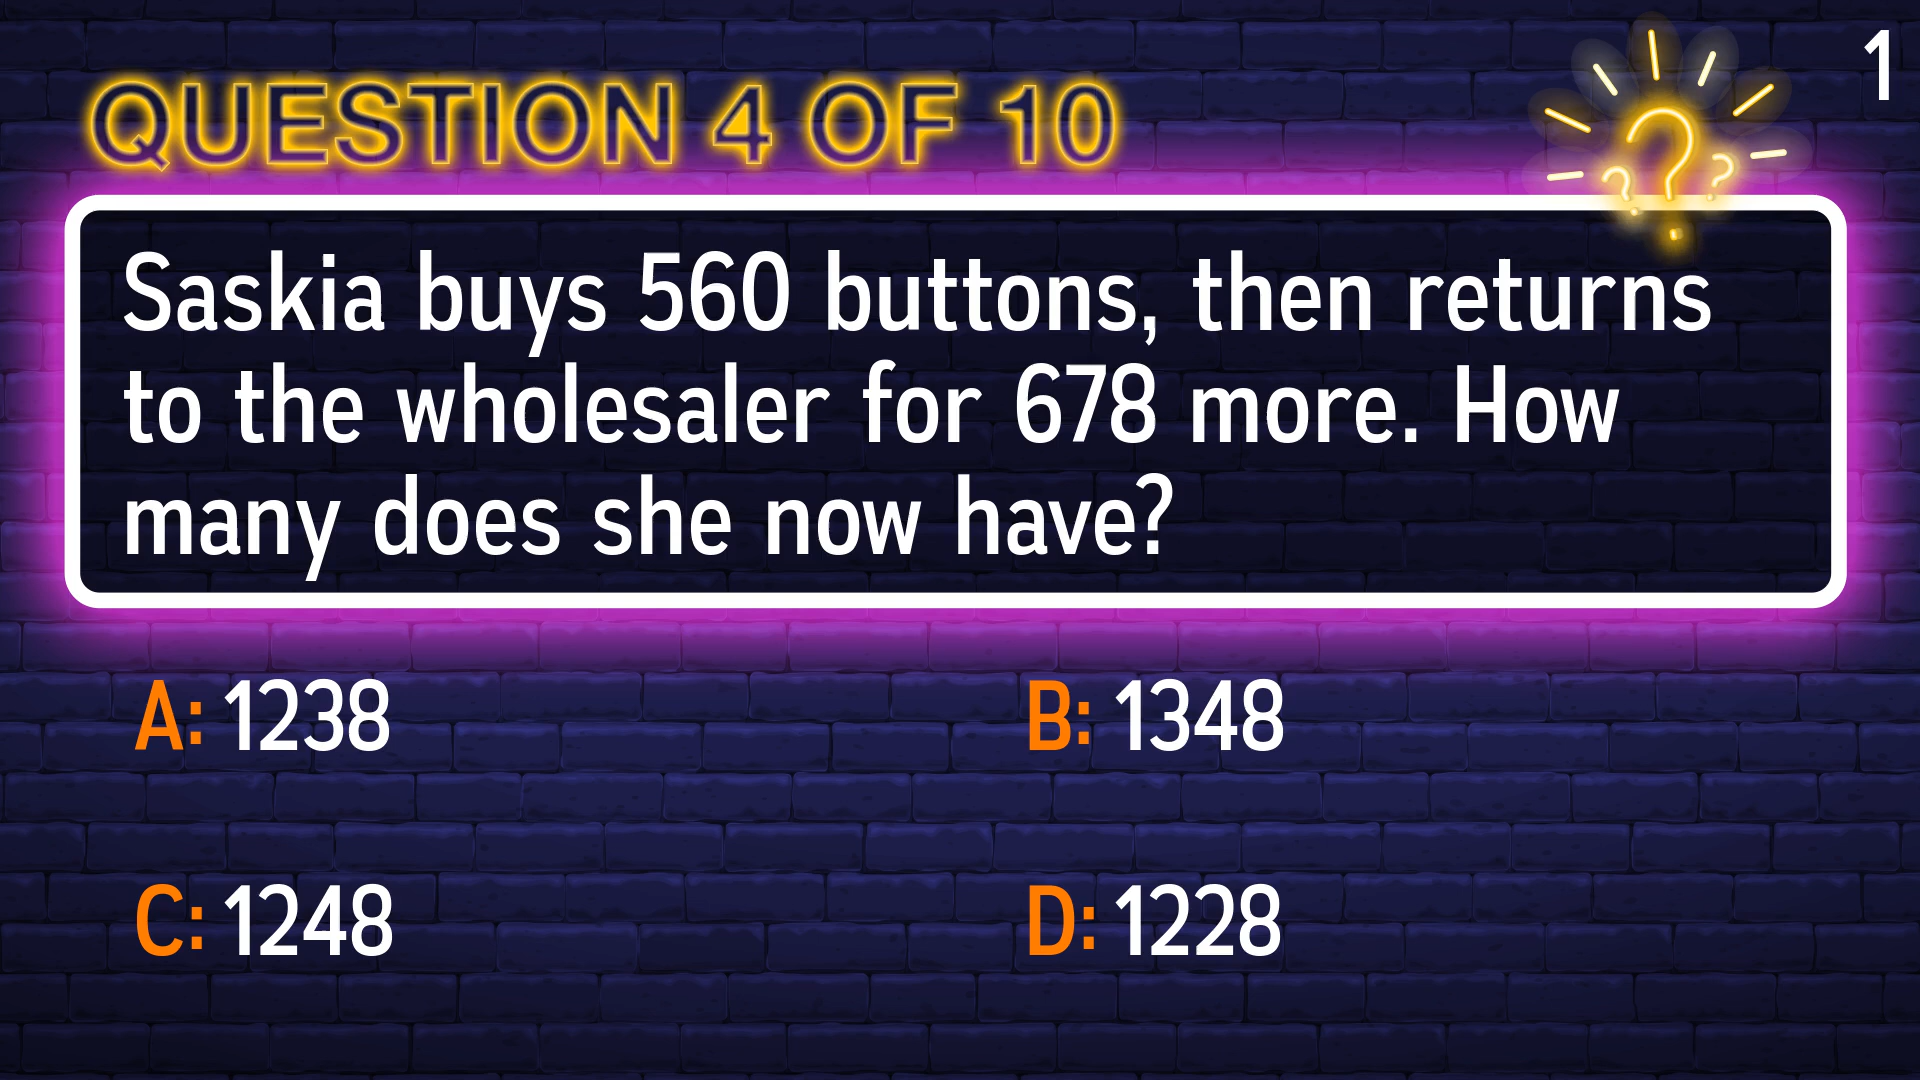 1
QUESTION 4 OF 10
Saskia buys 560 buttons, then returns
to the wholesaler for 678 more. How
many does she now have?
A: 1238
B: 1348
C: 1248
D: 1228